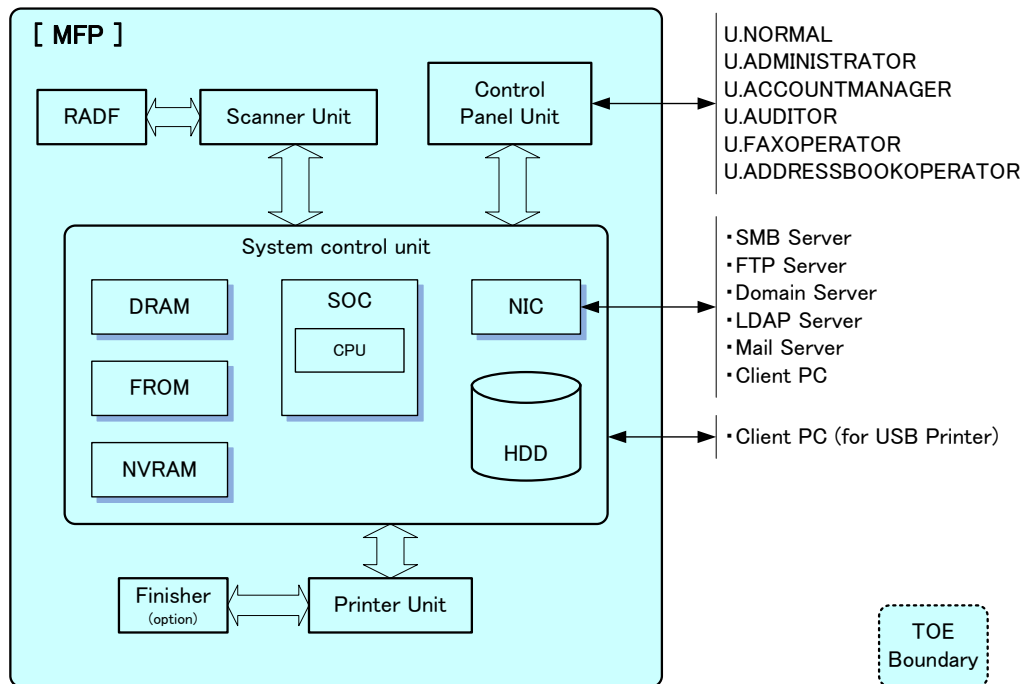 [ MFP ]
RADF
Scanner Unit
Control
Panel Unit
U.NORMAL
U.ADMINISTRATOR
U.ACCOUNTMANAGER
U.AUDITOR
U.FAXOPERATOR
U.ADDRESSBOOKOPERATOR
System control unit
DRAM
FROM
NVRAM
SOC
CPU
NIC
HDD
・SMB Server
・FTP Server
・Domain Server
・LDAP Server
・Mail Server
・Client PC
・Client PC (for USB Printer)
Finisher
(option)
Printer Unit
TOE
Boundary